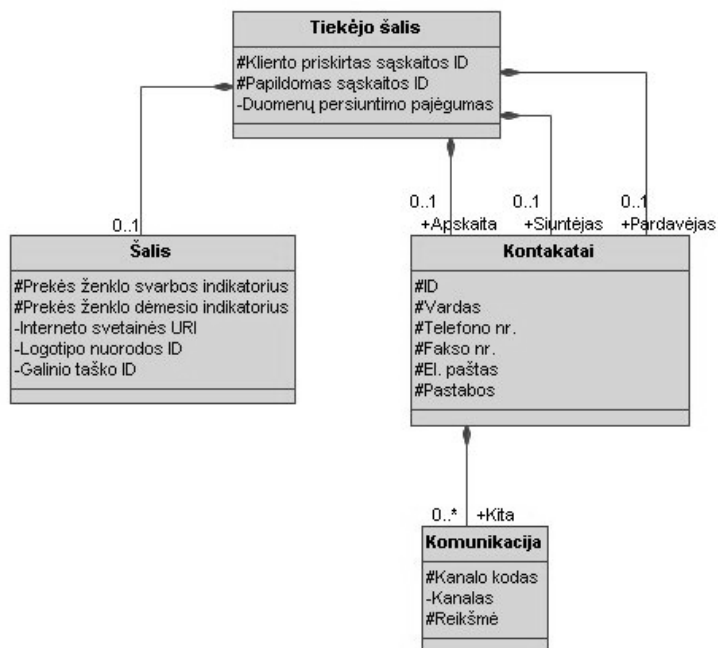 Tiekėjo šalis
#Kliento priskirtas sąskaitos ID
#Papildomas sąskaitos ID
-Duomenų persiuntimo pajėgumas
0..1
0..1
+Apskaita
0..1
+Siuntėjas
0..1
+Pardavėjas
Šalis
#Prekės ženklo svarbos indikatorius
#Prekės ženklo dėmesio indikatorius
-Interneto svetainės URI
-Logotipo nuorodos ID
-Galinio taško ID
Kontakatai
#ID
#Vardas
#Telefono nr.
#Fakso nr.
#El. paštas
#Pastabos
0..* +Kita
Komunikacija
#Kanalo kodas
-Kanalas
#Reikšmė